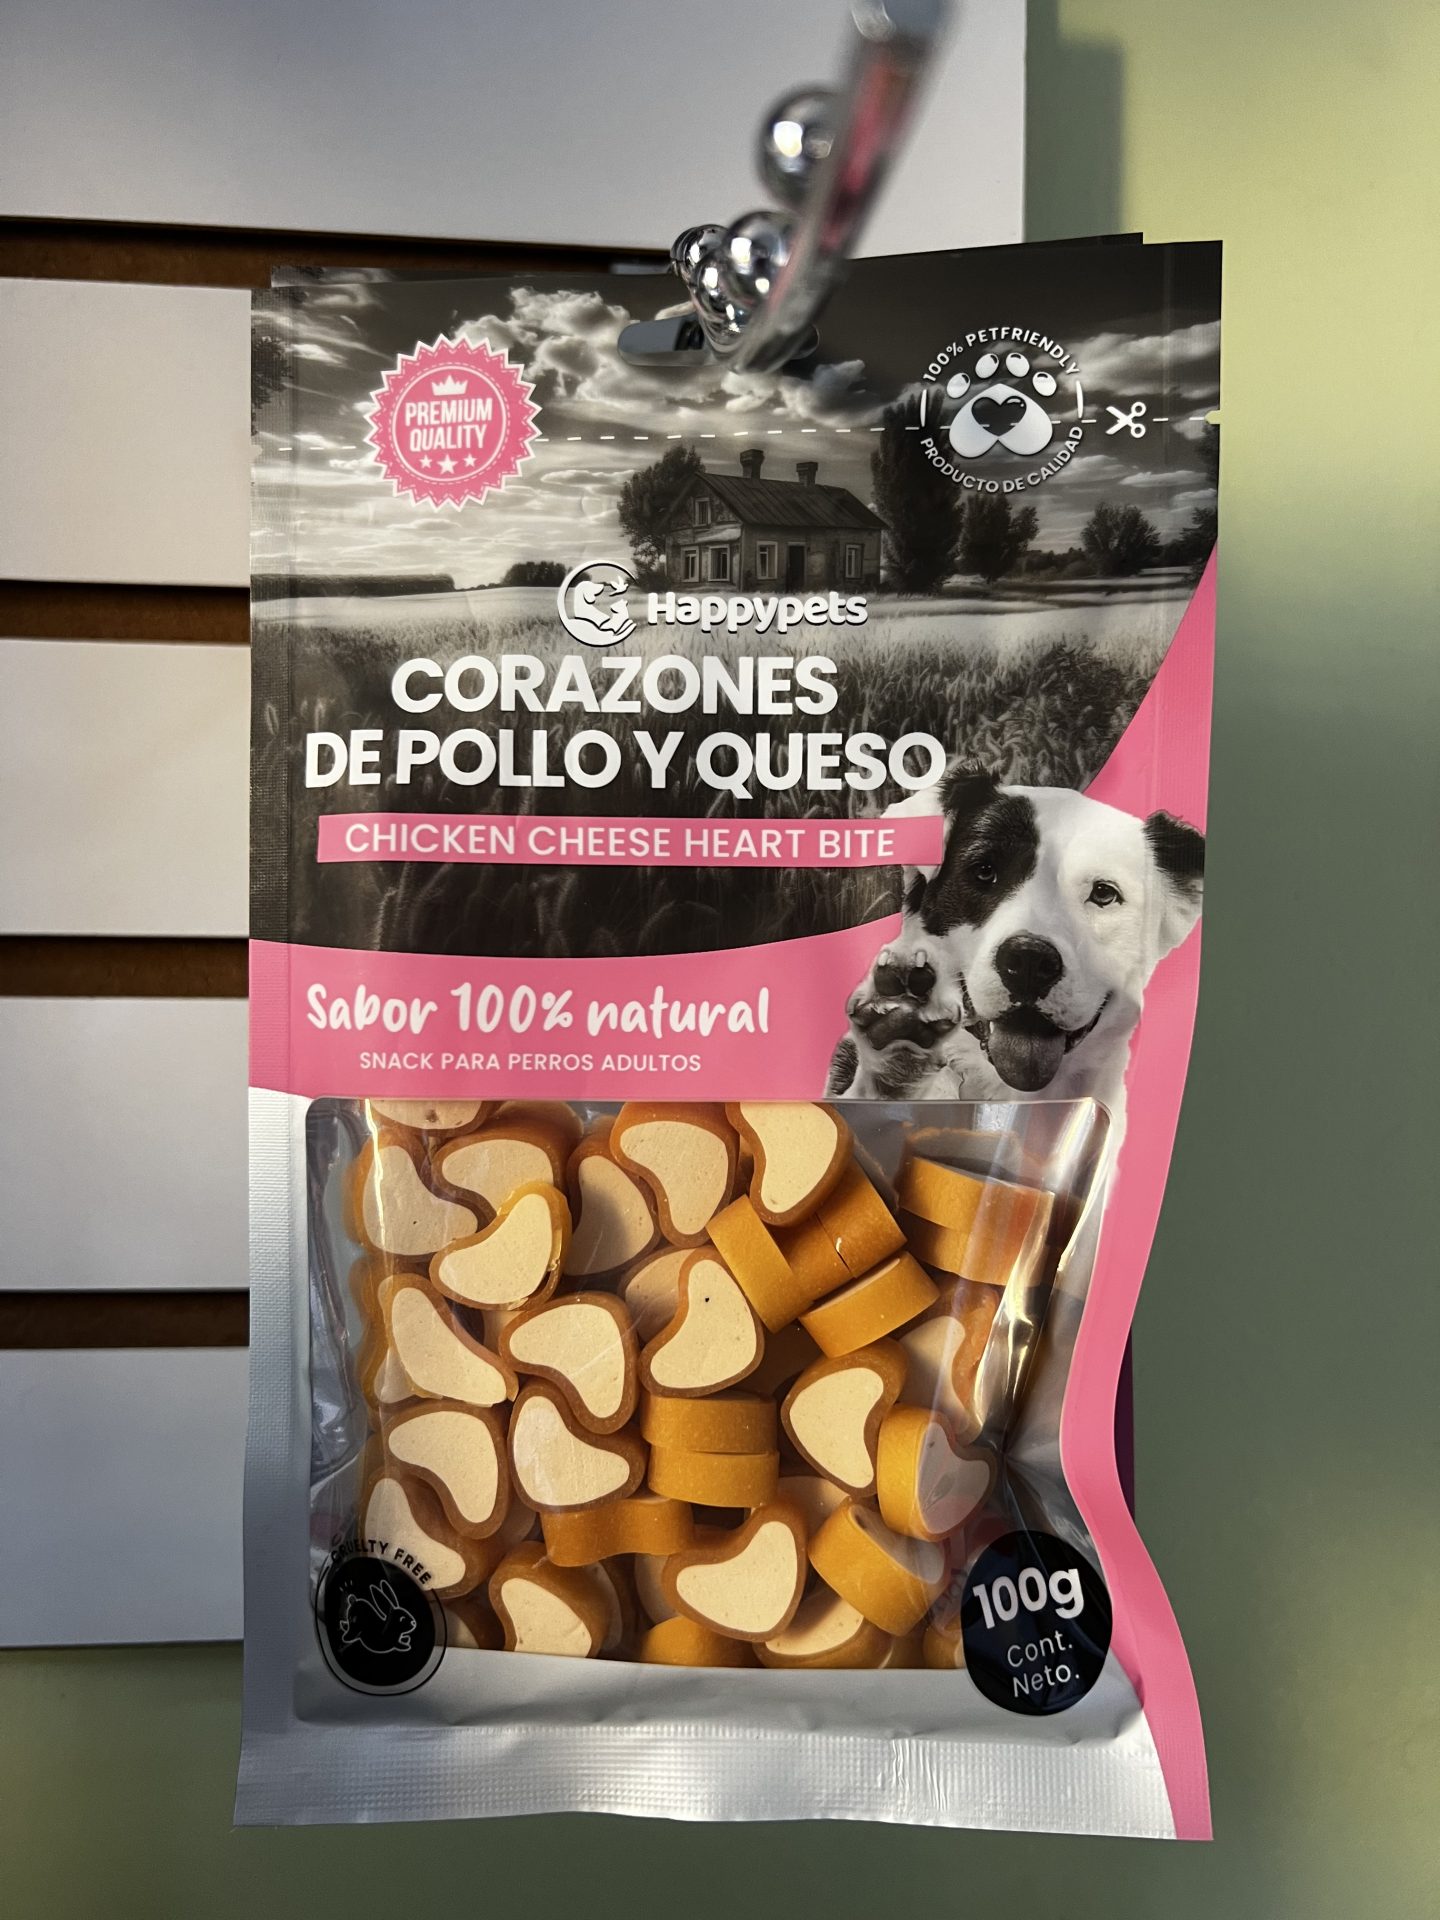 PREMIUM
QUALITY
100% PETFRIENDLY
PRODUCTO DE CALIDAD
Happypets
CORAZONES
DE POLLO Y QUESO
CHICKEN CHEESE HEART BITE
Sabor 100% natural
SNACK PARA PERROS ADULTOS
CRUELTY FREE
100g
Cont.
Neto.